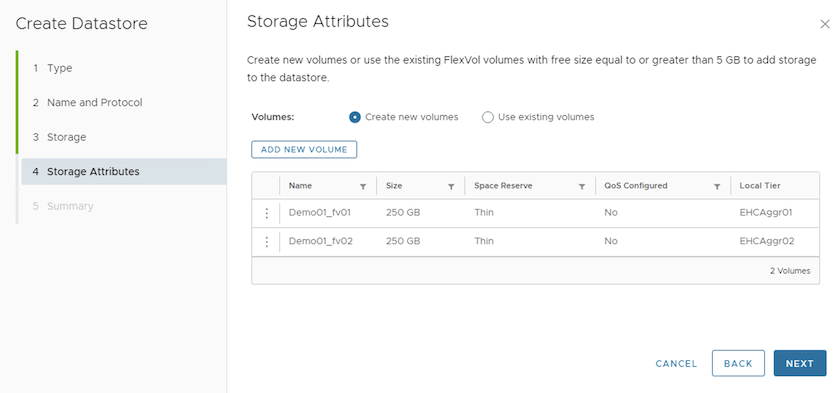 Create Datastore
1 Type
2 Name and Protocol
3 Storage
4 Storage Attributes
5 Summary
Storage Attributes
Create new volumes or use the existing FlexVol volumes with free size equal to or greater than 5 GB to add storage
to the datastore.
Volumes: Create new volumes Use existing volumes
ADD NEW VOLUME
Name Size Space Reserve QoS Configured Local Tier
Demo01_fv01 250 GB Thin No EHCAggr01
Demo01_fv02 250 GB Thin No EHCAggr02
2 Volumes
CANCEL BACK NEXT